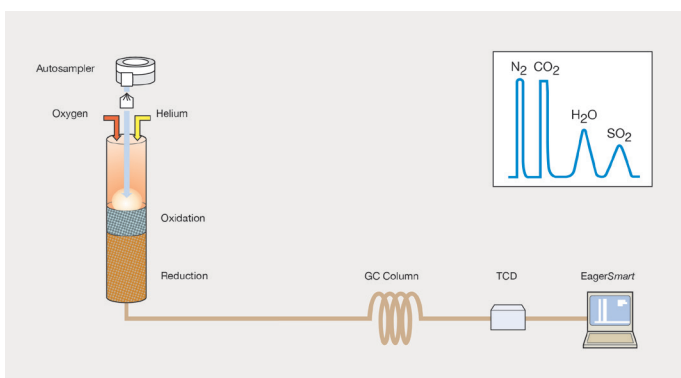 Autosampler
Oxygen
Helium
Oxidation
Reduction
GC Column
TCD
EagerSmart
N2 CO2
H2O
SO2